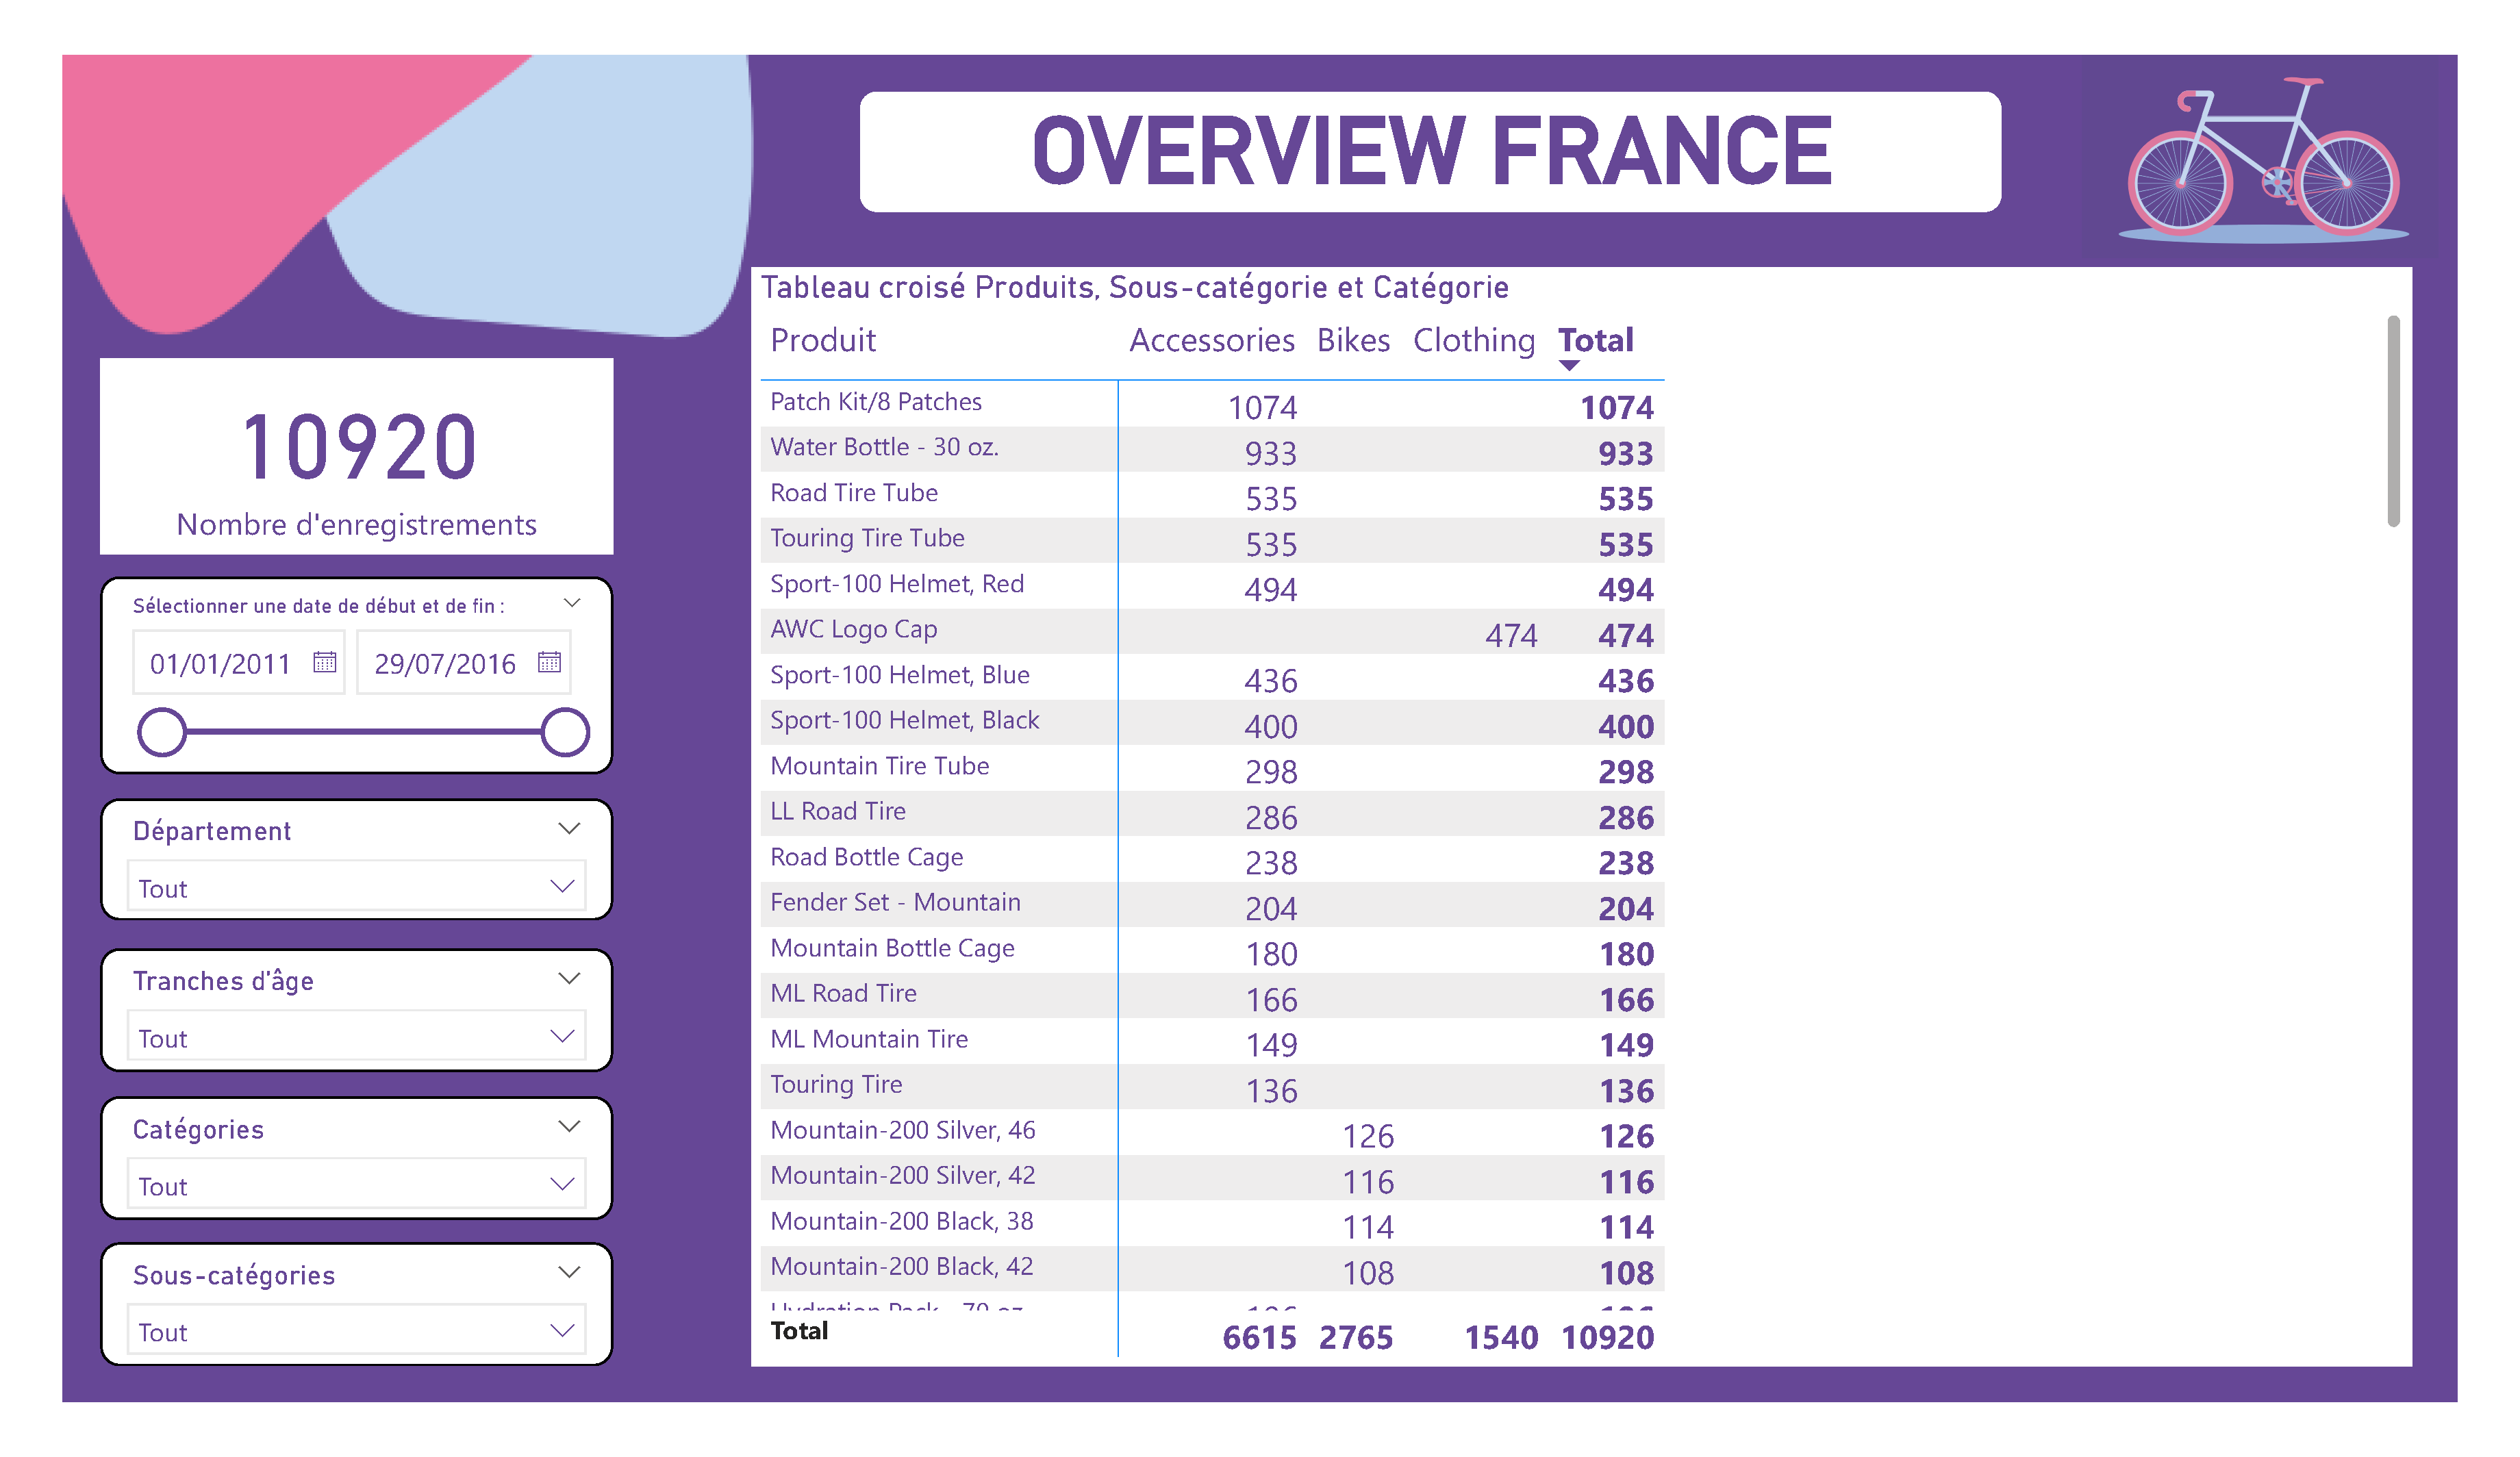 OVERVIEW FRANCE
10920
Nombre d'enregistrements
Sélectionner une date de début et de fin :
01/01/2011 29/07/2016
Département
Tout
Tranches d'âge
Tout
Catégories
Tout
Sous-catégories
Tout
Tableau croisé Produits, Sous-catégorie et Catégorie
Produit Accessories Bikes Clothing Total
Patch Kit/8 Patches 1074 1074
Water Bottle - 30 oz. 933 933
Road Tire Tube 535 535
Touring Tire Tube 535 535
Sport-100 Helmet, Red 494 494
AWC Logo Cap 474 474
Sport-100 Helmet, Blue 436 436
Sport-100 Helmet, Black 400 400
Mountain Tire Tube 298 298
LL Road Tire 286 286
Road Bottle Cage 238 238
Fender Set - Mountain 204 204
Mountain Bottle Cage 180 180
ML Road Tire 166 166
ML Mountain Tire 149 149
Touring Tire 136 136
Mountain-200 Silver, 46 126 126
Mountain-200 Silver, 42 116 116
Mountain-200 Black, 38 114 114
Mountain-200 Black, 42 108 108
Hydration Pack - 70 oz.
Total 6615 2765 1540 10920